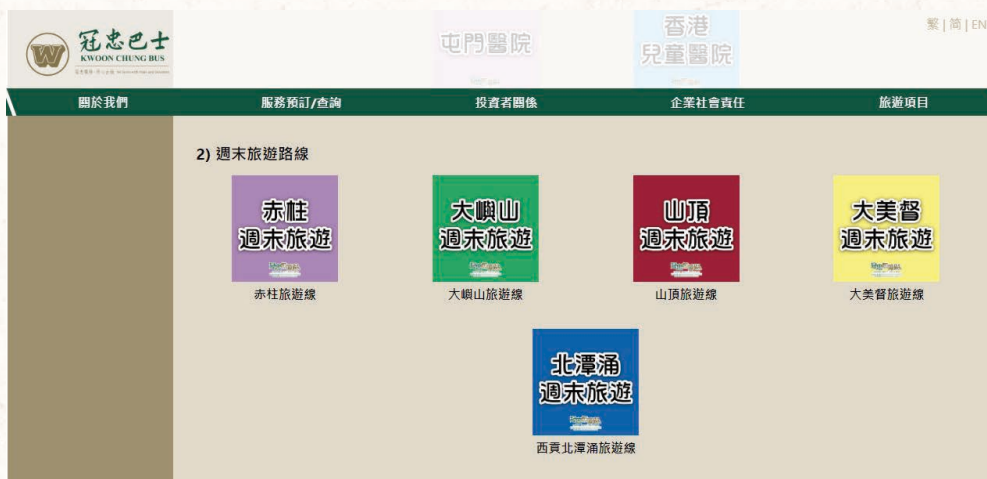 冠忠巴士
KWOON CHUNG BUS
屯門醫院
香港
兒童醫院
繁 | 简 | EN
關於我們
服務預訂/查詢
投資者關係
企業社會責任
旅遊項目
2) 週末旅遊路線
赤柱
週末旅遊
赤柱旅遊線
大嶼山
週末旅遊
大嶼山旅遊線
山頂
週末旅遊
山頂旅遊線
大美督
週末旅遊
大美督旅遊線
北潭涌
週末旅遊
西貢北潭涌旅遊線